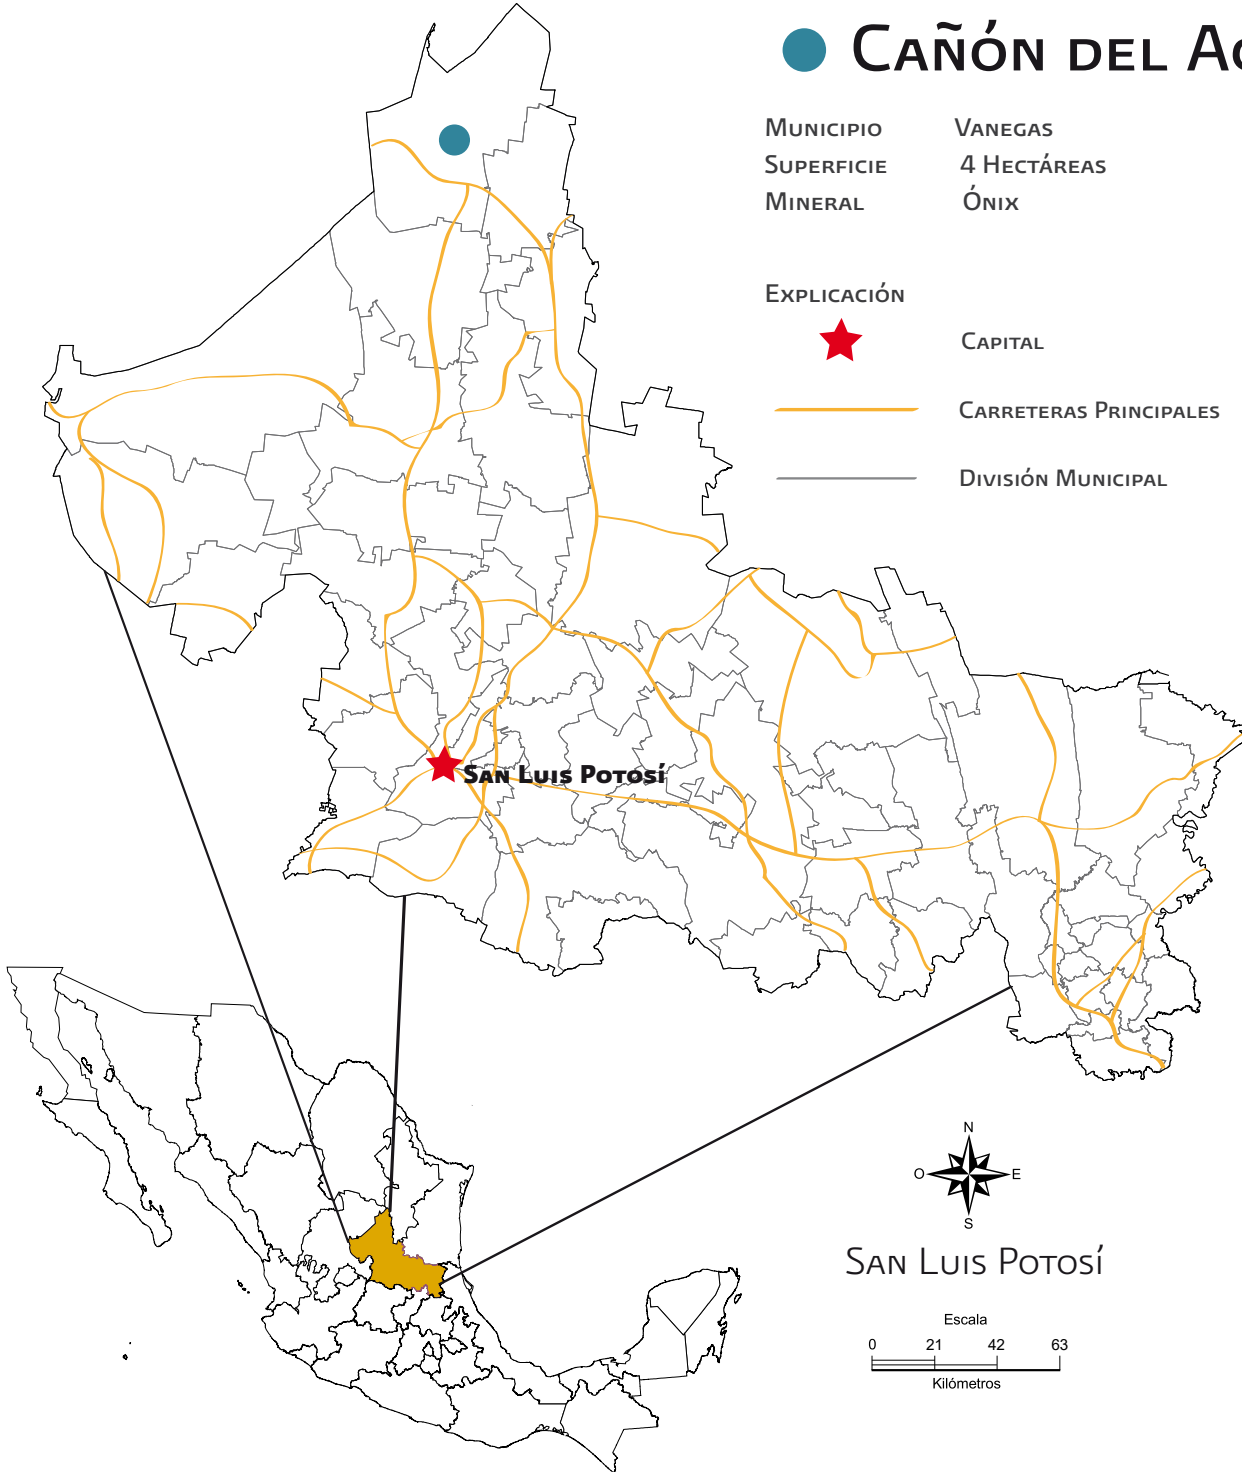 Cañón del
Municipio Vanegas
Superficie 4 Hectáreas
Mineral Ónix
Explicación
Capital
Carreteras Principales
División Municipal
San Luis Potosí
N
O E
S
San Luis Potosí
Escala
0 21 42 63
Kilómetros